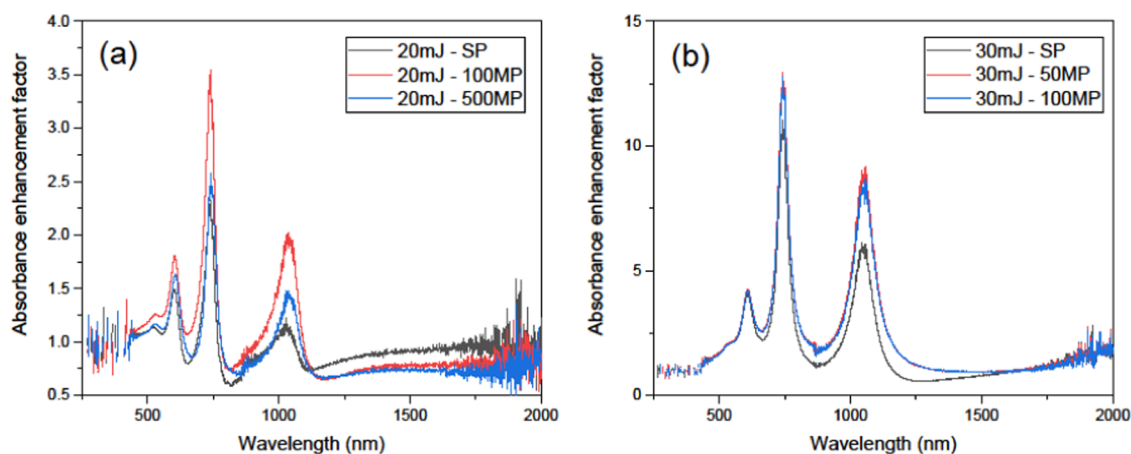 (a)
20mJ - SP
20mJ - 100MP
20mJ - 500MP
Absorbance enhancement factor
4.0
3.5
3.0
2.5
2.0
1.5
1.0
0.5
500
1000
1500
2000
Wavelength (nm)
(b)
30mJ - SP
30mJ - 50MP
30mJ - 100MP
Absorbance enhancement factor
15
10
5
0
500
1000
1500
2000
Wavelength (nm)